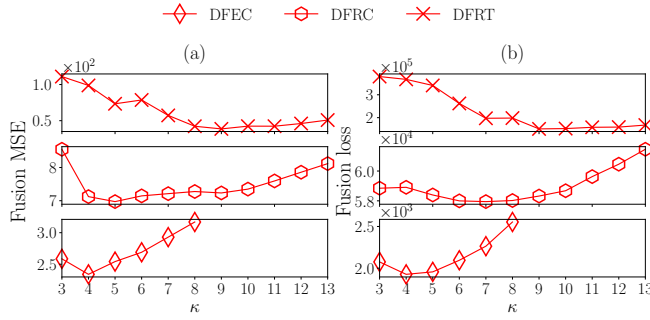 DFEC DFRC DFRT
(a) (b)
×10² ×10⁵
1.0
0.5
3
2
×10⁴
8
7
6.0
5.8
×10³
3.0
2.5
2.5
2.0
Fusion MSE
Fusion loss
3 4 5 6 7 8 9 10 11 12 13
3 4 5 6 7 8 9 10 11 12 13
κ κ